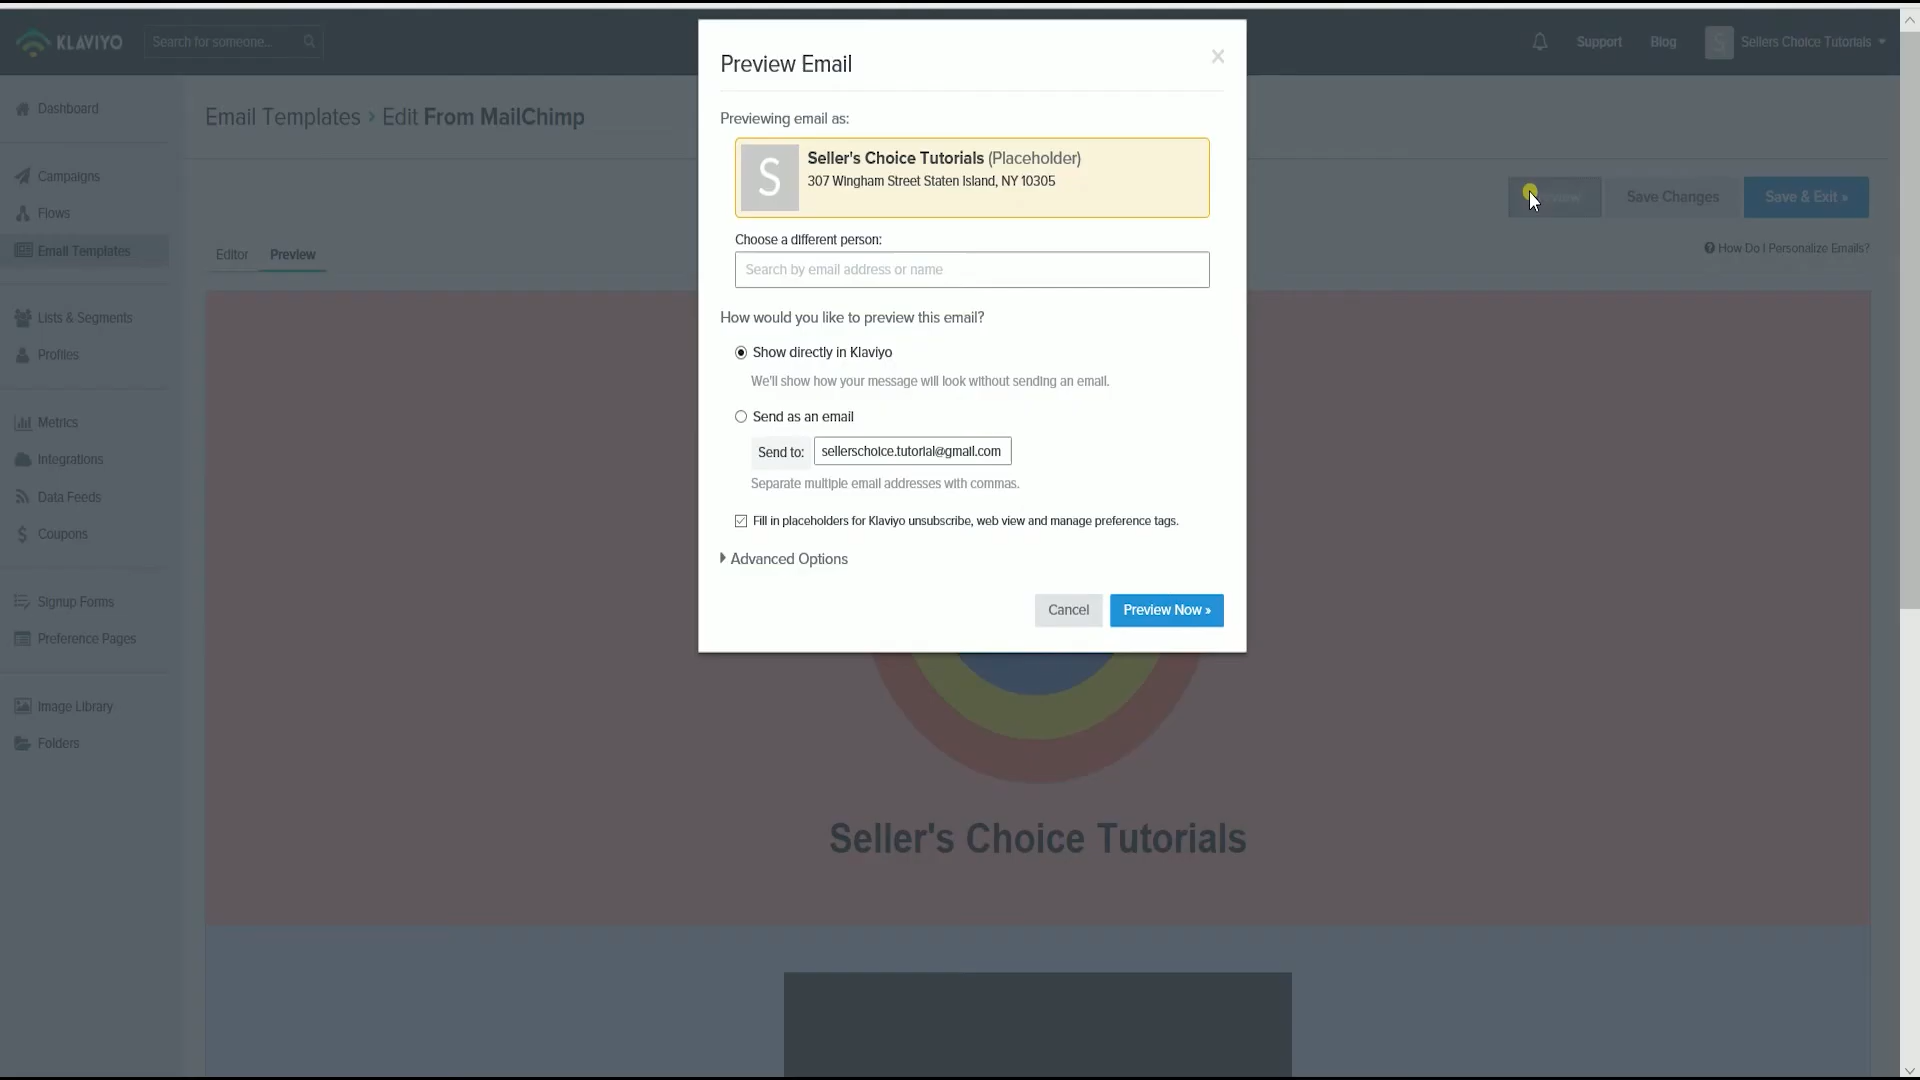 KLAVIYO
Search for someone...
Support
Blog
Sellers Choice Tutorials
Dashboard
Campaigns
Flows
Email Templates
Lists & Segments
Profiles
Metrics
Integrations
Data Feeds
Coupons
Signup Forms
Preference Pages
Image Library
Folders
Email Templates › Edit From MailChimp
Save Changes
Save & Exit »
Editor
Preview
How Do I Personalize Emails?
Preview Email
×
Previewing email as:
S
Seller's Choice Tutorials (Placeholder)
307 Wingham Street Staten Island, NY 10305
Choose a different person:
Search by email address or name
How would you like to preview this email?
Show directly in Klaviyo
We'll show how your message will look without sending an email.
Send as an email
Send to: sellerschoice.tutorial@gmail.com
Separate multiple email addresses with commas.
Fill in placeholders for Klaviyo unsubscribe, web view and manage preference tags.
Advanced Options
Cancel
Preview Now »
Seller's Choice Tutorials